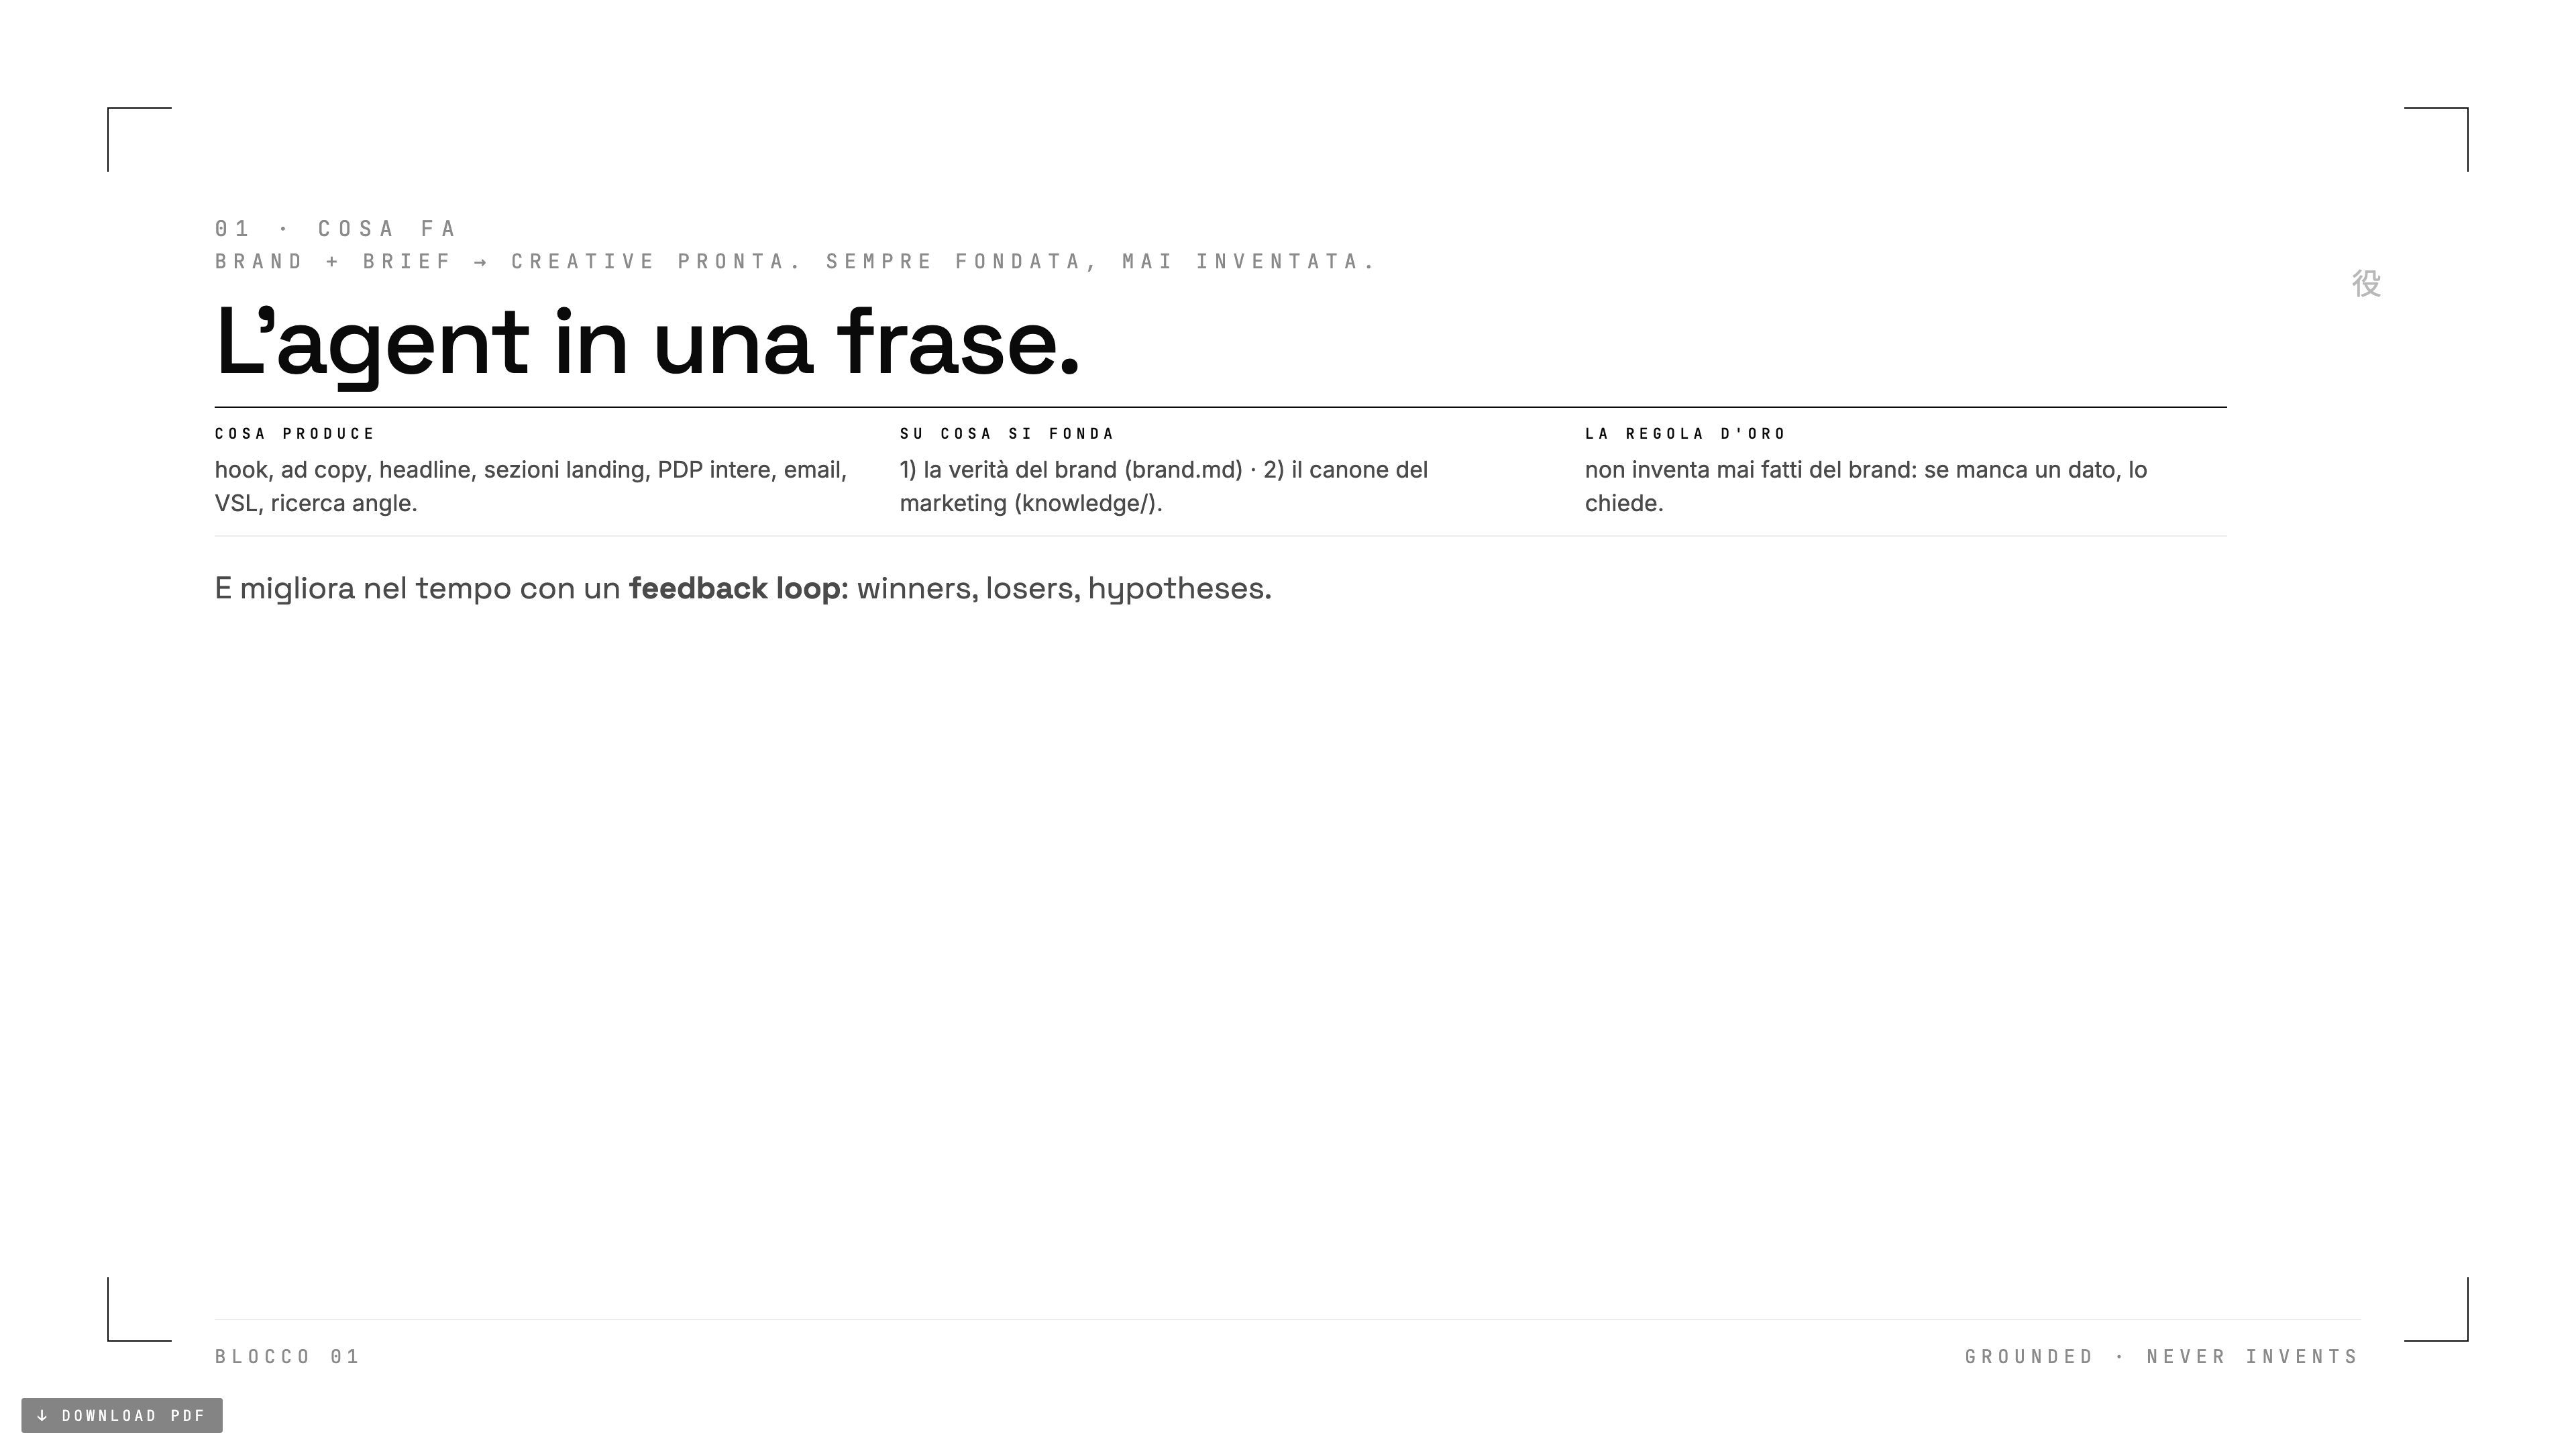 01 · COSA FA
BRAND + BRIEF → CREATIVE PRONTA. SEMPRE FONDATA, MAI INVENTATA.
役
L’agent in una frase.
COSA PRODUCE
hook, ad copy, headline, sezioni landing, PDP intere, email,
VSL, ricerca angle.
SU COSA SI FONDA
1) la verità del brand (brand.md) · 2) il canone del
marketing (knowledge/).
LA REGOLA D'ORO
non inventa mai fatti del brand: se manca un dato, lo
chiede.
E migliora nel tempo con un feedback loop: winners, losers, hypotheses.
BLOCCO 01
GROUNDED · NEVER INVENTS
↓ DOWNLOAD PDF